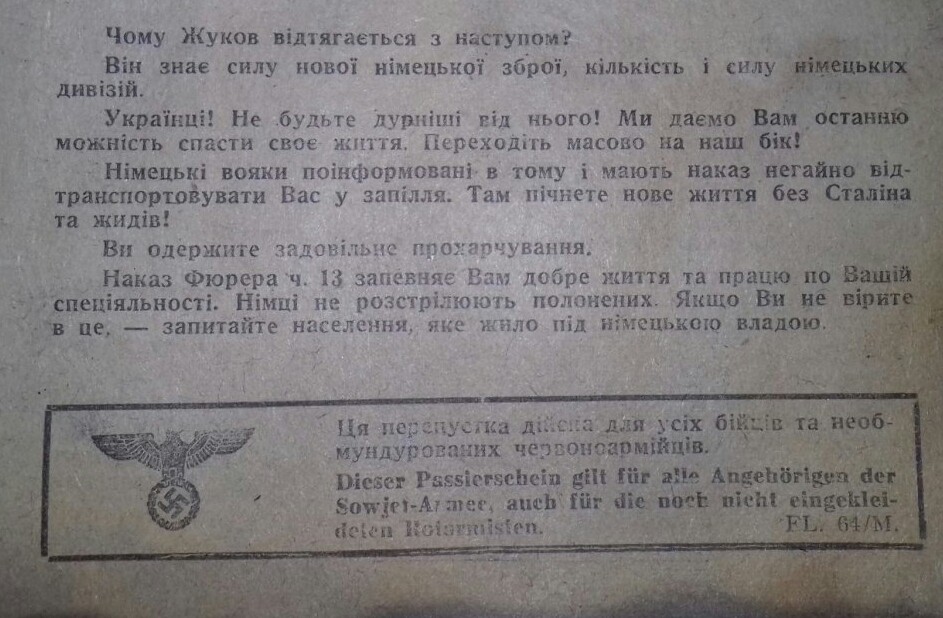 Чому Жуков відтягається з наступом?
Він знає силу нової німецької зброї, кількість і силу німецьких
дивізій.
Українці! Не будьте дурніші від нього! Ми даємо Вам останню
можність спасти своє життя. Переходіть масово на наш бік!
Німецькі вояки поінформовані в тому і мають наказ негайно від-
транспортовувати Вас у запілля. Там пічнете нове життя без Сталіна
та жидів!
Ви одержите задовільне прохарчування.
Наказ Фюрера ч. 13 запевняє Вам добре життя та працю по Вашій
спеціяльності. Німці не розстрілюють полонених. Якщо Ви не вірите
в це, — запитайте населення, яке жило під німецькою владою.
Ця перепустка дійсна для усіх бійців та необ-
мундурованих червоноармійців.
Dieser Passierschein gilt für alle Angehörigen der
Sowjet-Armee, auch für die noch nicht eingeklei-
deten Rotarmisten. FL. 64/M.